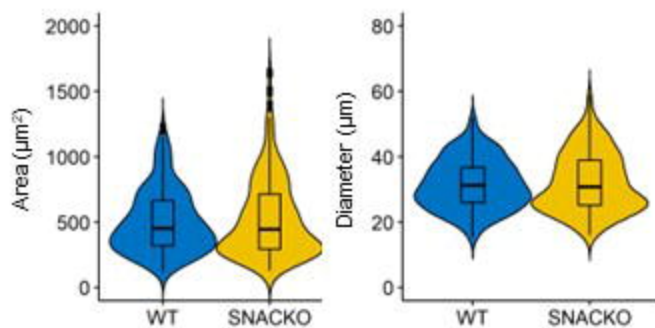 Area (µm²)
2000
1500
1000
500
0
WT
SNACKO
Diameter (µm)
80
60
40
20
0
WT
SNACKO